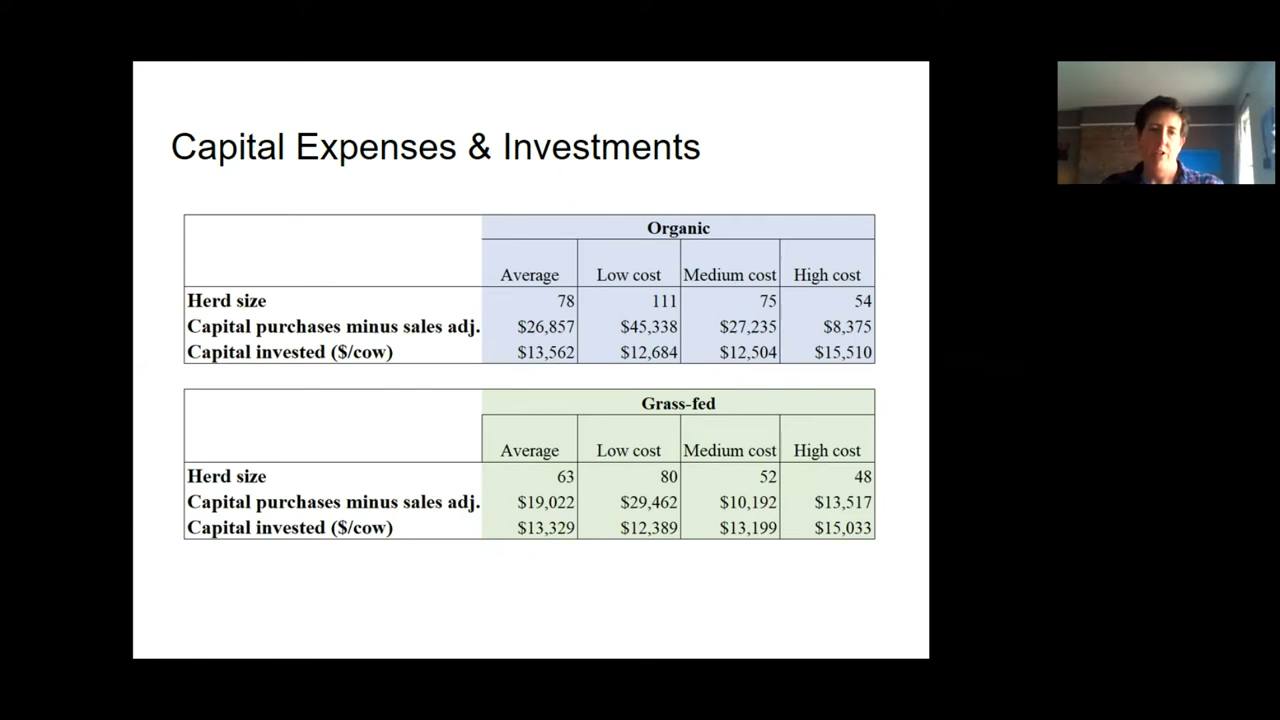 Capital Expenses & Investments
Organic
Average Low cost Medium cost High cost
Herd size 78 111 75 54
Capital purchases minus sales adj. $26,857 $45,338 $27,235 $8,375
Capital invested ($/cow) $13,562 $12,684 $12,504 $15,510
Grass-fed
Average Low cost Medium cost High cost
Herd size 63 80 52 48
Capital purchases minus sales adj. $19,022 $29,462 $10,192 $13,517
Capital invested ($/cow) $13,329 $12,389 $13,199 $15,033